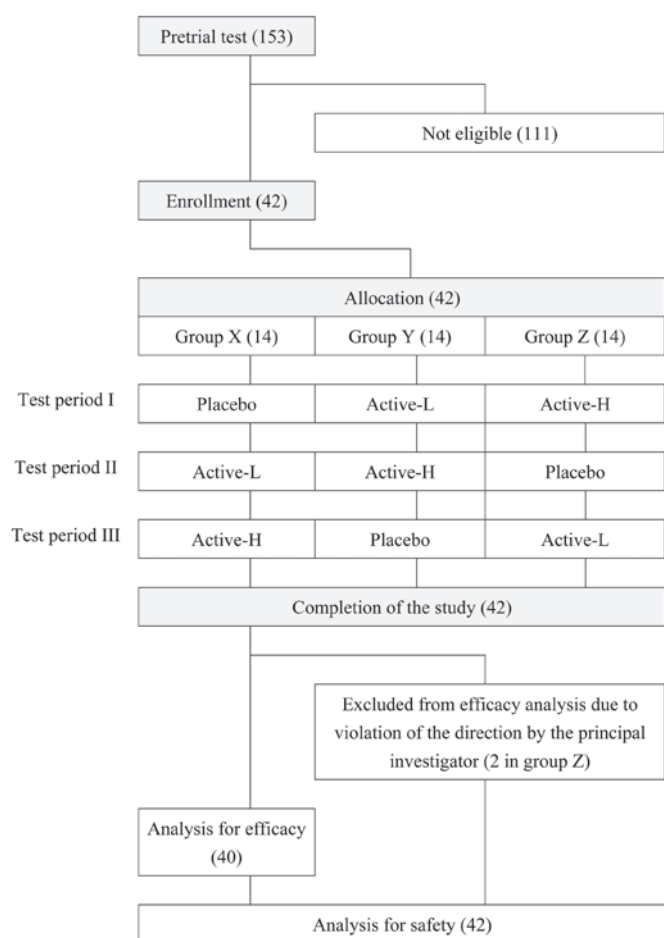 Pretrial test (153)
Not eligible (111)
Enrollment (42)
Allocation (42)
Group X (14) Group Y (14) Group Z (14)
Test period I Placebo Active-L Active-H
Test period II Active-L Active-H Placebo
Test period III Active-H Placebo Active-L
Completion of the study (42)
Excluded from efficacy analysis due to
violation of the direction by the principal
investigator (2 in group Z)
Analysis for efficacy
(40)
Analysis for safety (42)